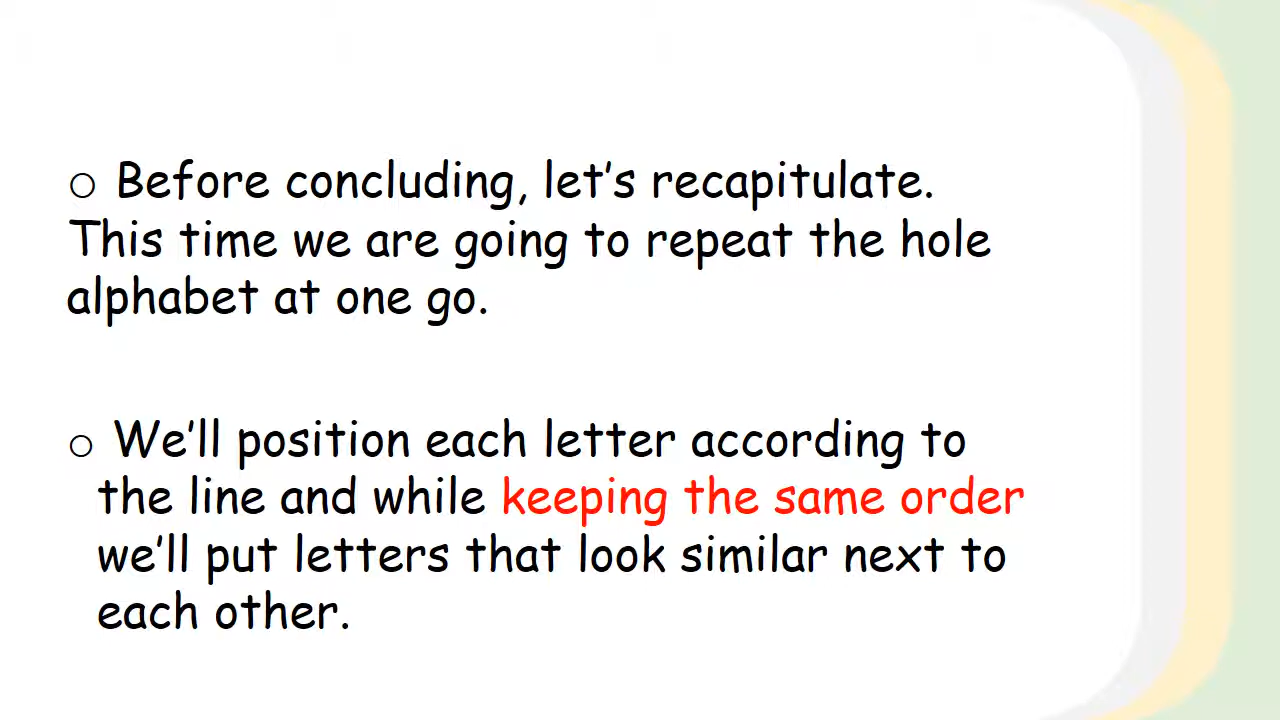 o Before concluding, let's recapitulate.
This time we are going to repeat the hole
alphabet at one go.
o We'll position each letter according to
the line and while keeping the same order
we'll put letters that look similar next to
each other.